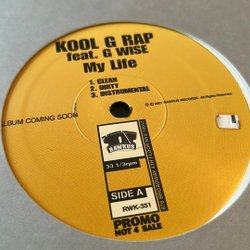 KOOL G RAP
feat. G WISE
My Life
1. CLEAN
2. DIRTY
3. INSTRUMENTAL
ALBUM COMING SOON
RAWKUS
33 1/3rpm
SIDE A
RWK-351
PROMO
NOT 4 SALE